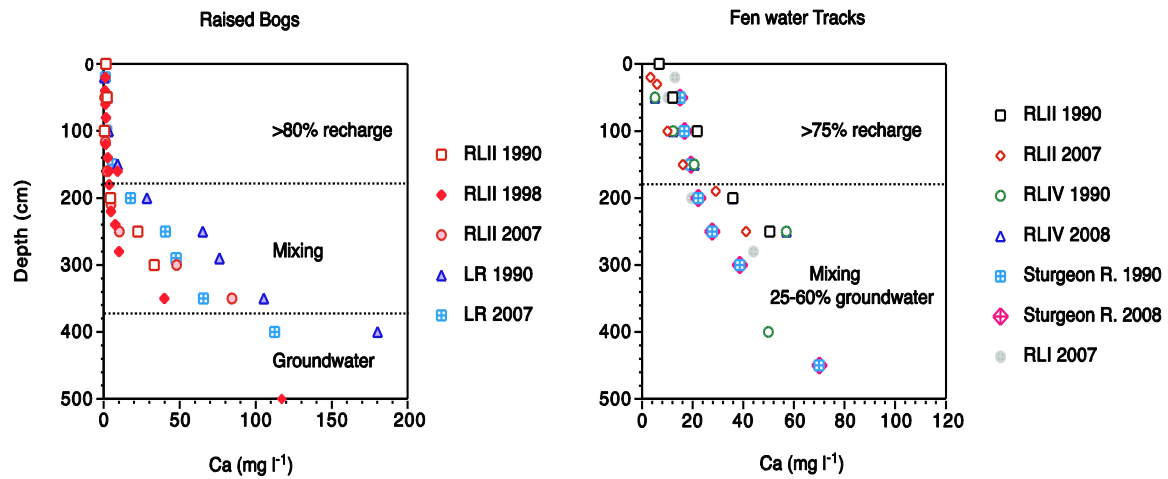 Raised Bogs
0
100
200
300
400
500
Depth (cm)
0
50
100
150
200
Ca (mg l-1)
>80% recharge
Mixing
Groundwater
RLII 1990
RLII 1998
RLII 2007
LR 1990
LR 2007
Fen water Tracks
0
100
200
300
400
500
0
20
40
60
80
100
120
Ca (mg l-1)
>75% recharge
Mixing
25-60% groundwater
RLII 1990
RLII 2007
RLIV 1990
RLIV 2008
Sturgeon R. 1990
Sturgeon R. 2008
RLI 2007